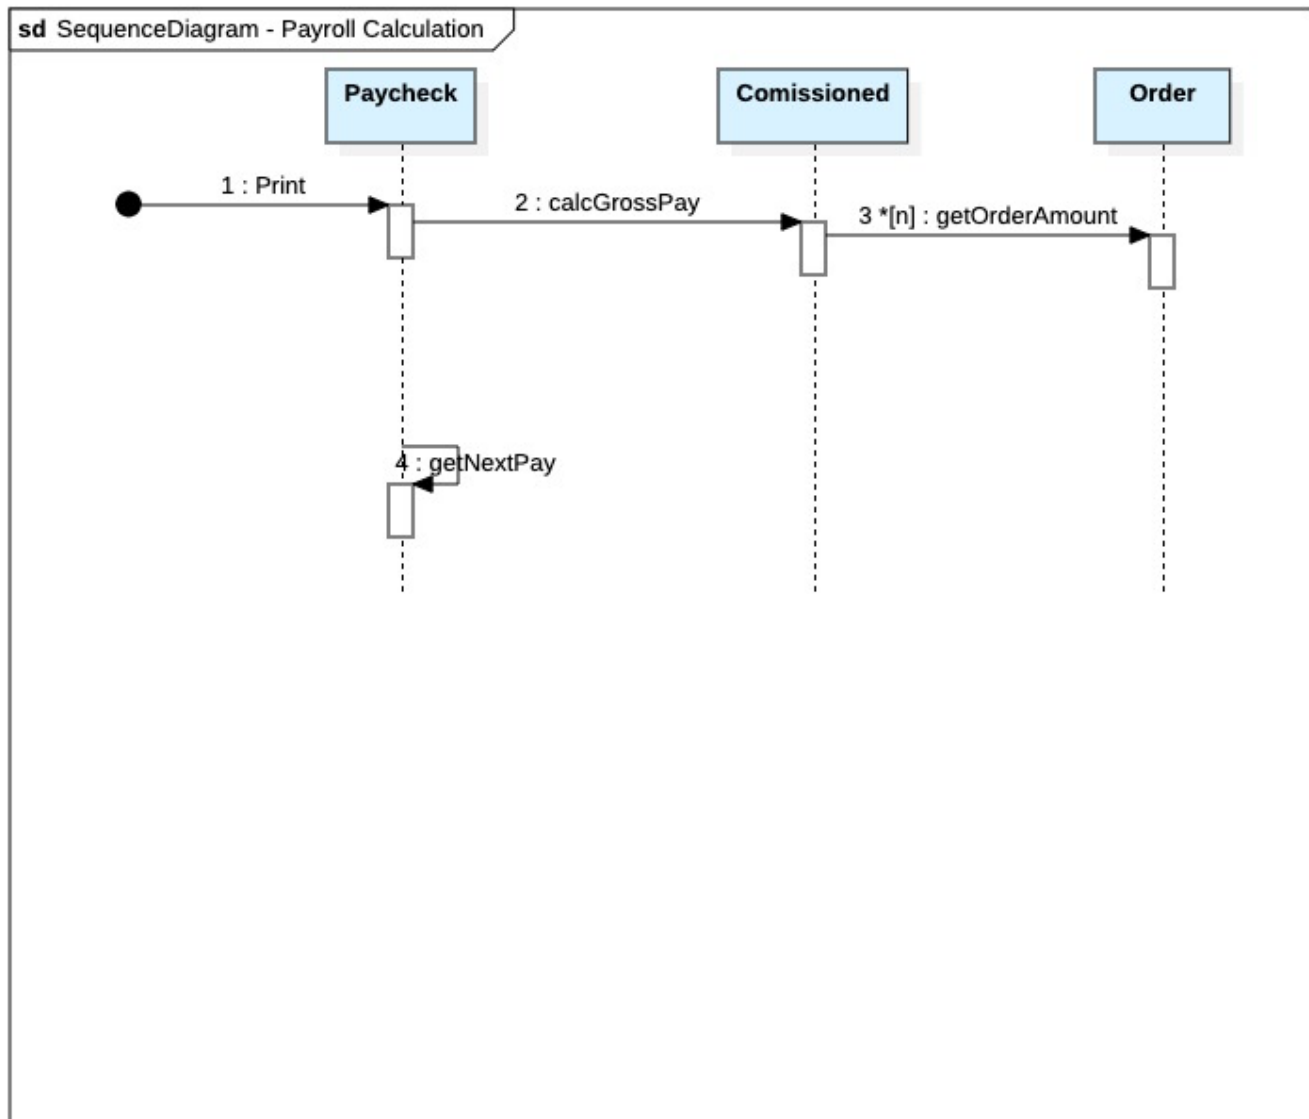 sd SequenceDiagram - Payroll Calculation
Paycheck
Comissioned
Order
1 : Print
2 : calcGrossPay
3 *[n] : getOrderAmount
4 : getNextPay